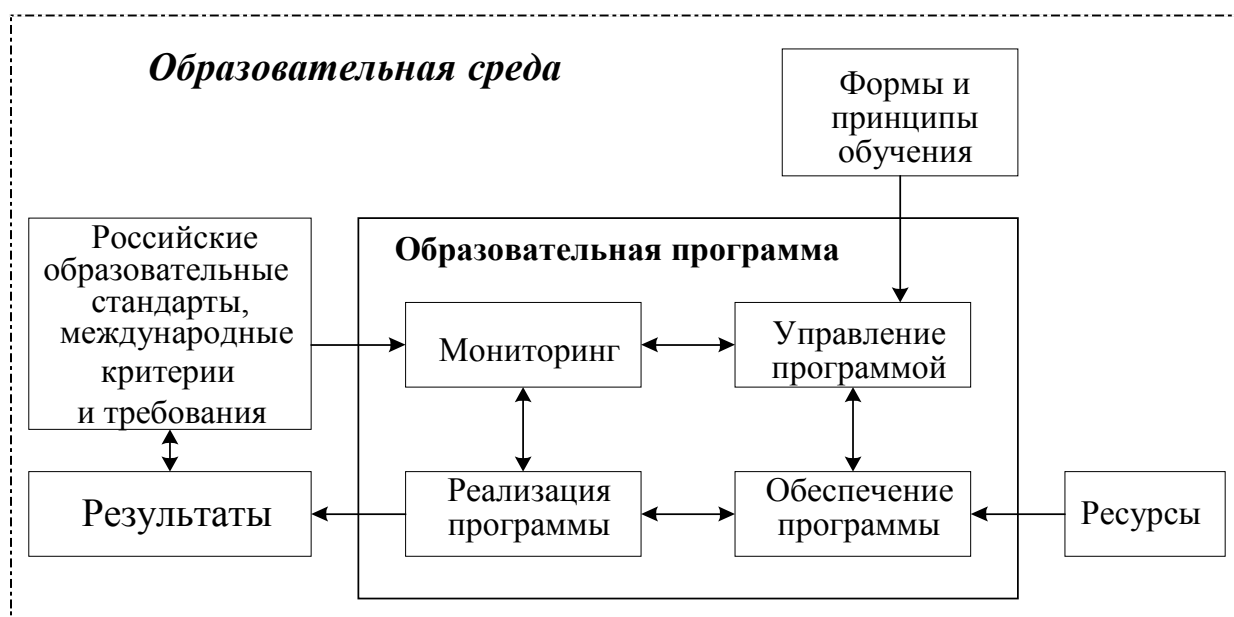 Образовательная среда
Формы и
принципы
обучения
Российские
образовательные
стандарты,
международные
критерии
и требования
Образовательная программа
Мониторинг
Управление
программой
Результаты
Реализация
программы
Обеспечение
программы
Ресурсы